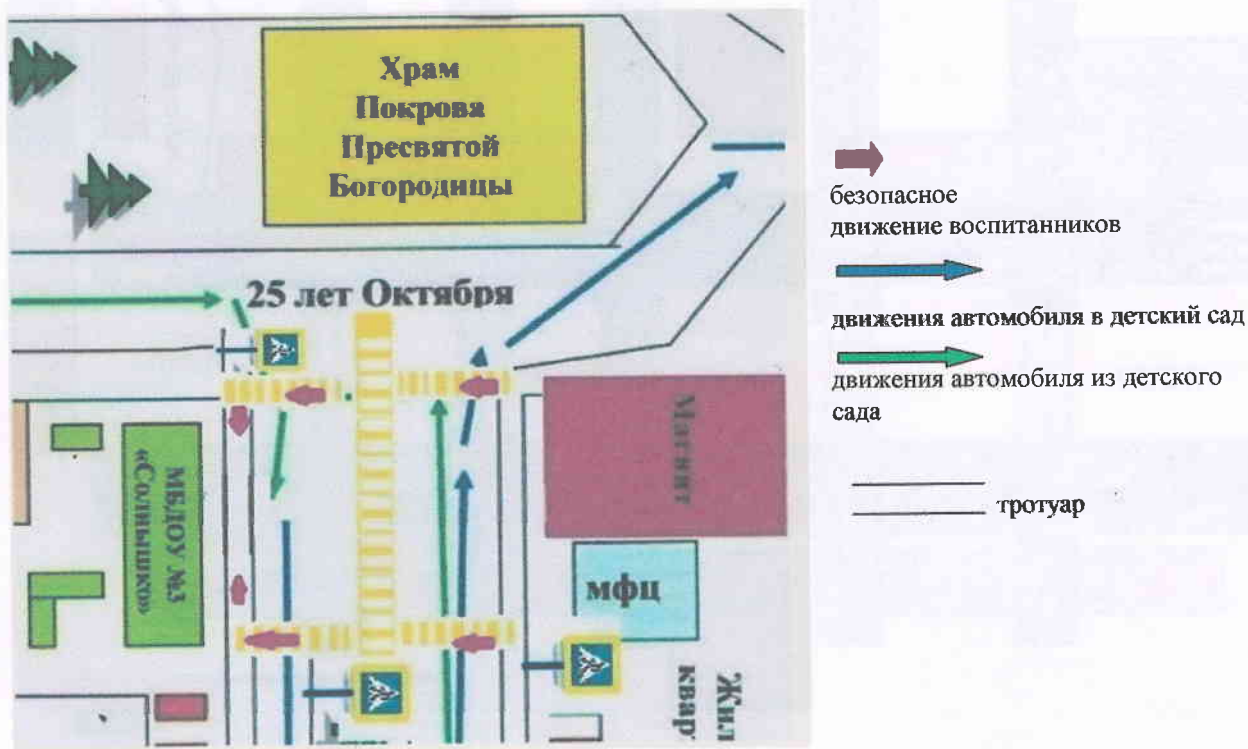 Храм
Покрова
Пресвятой
Богородицы
25 лет Октября
МБДОУ №3
«Солнышко»
Магнит
мфц
Жил
квар
безопасное
движение воспитанников
движения автомобиля в детский сад
движения автомобиля из детского
сада
тротуар